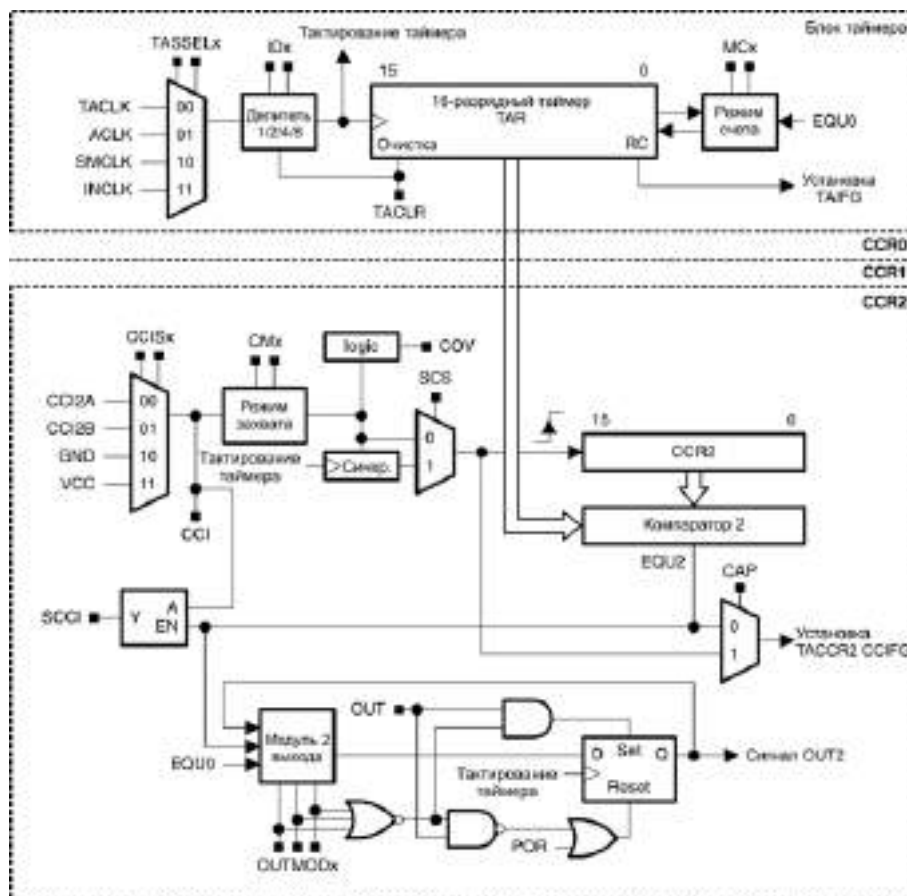 Блок таймера
Тактирование таймера
TASSELx
IDx
15
0
MCx
TACLK
ACLK
SMCLK
INCLK
00
01
10
11
Делитель
1/2/4/8
16-разрядный таймер
TAR
Очистка
RC
Режим
счета
EQU0
TACLR
Установка
TAIFG
CCR0
CCR1
CCR2
CCISx
CMx
logic
COV
SCS
CCI2A
CCI2B
GND
VCC
00
01
10
11
Режим
захвата
Тактирование
таймера
Синхр.
0
1
15
0
CCR2
CCI
Компаратор 2
EQU2
CAP
SCCI
Y
A
EN
0
1
Установка
TACCR2 CCIFG
OUT
Модуль 2
выхода
EQU0
D
Set
Q
Reset
Сигнал OUT2
Тактирование
таймера
POR
OUTMODx